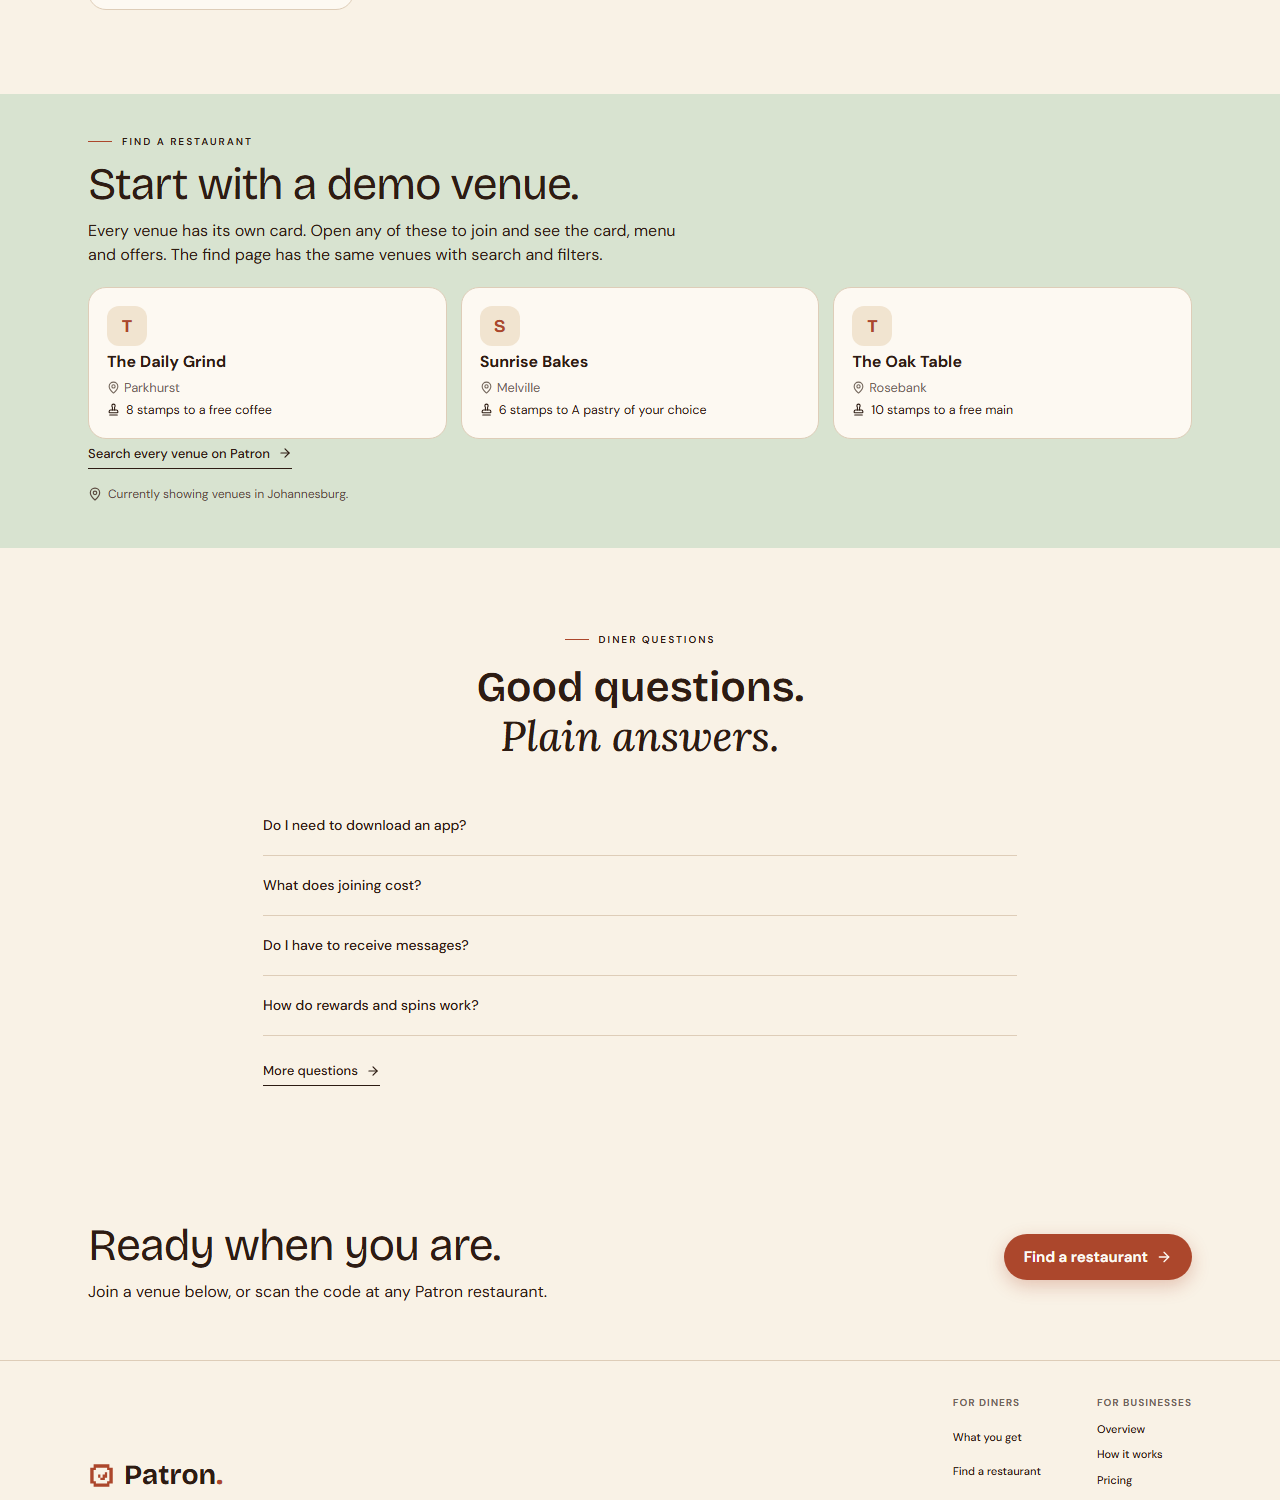 FIND A RESTAURANT
Start with a demo venue.
Every venue has its own card. Open any of these to join and see the card, menu
and offers. The find page has the same venues with search and filters.
T
The Daily Grind
Parkhurst
8 stamps to a free coffee
S
Sunrise Bakes
Melville
6 stamps to A pastry of your choice
T
The Oak Table
Rosebank
10 stamps to a free main
Search every venue on Patron
Currently showing venues in Johannesburg.
DINER QUESTIONS
Good questions.
Plain answers.
Do I need to download an app?
What does joining cost?
Do I have to receive messages?
How do rewards and spins work?
More questions
Ready when you are.
Join a venue below, or scan the code at any Patron restaurant.
Find a restaurant
Patron.
FOR DINERS
What you get
Find a restaurant
FOR BUSINESSES
Overview
How it works
Pricing